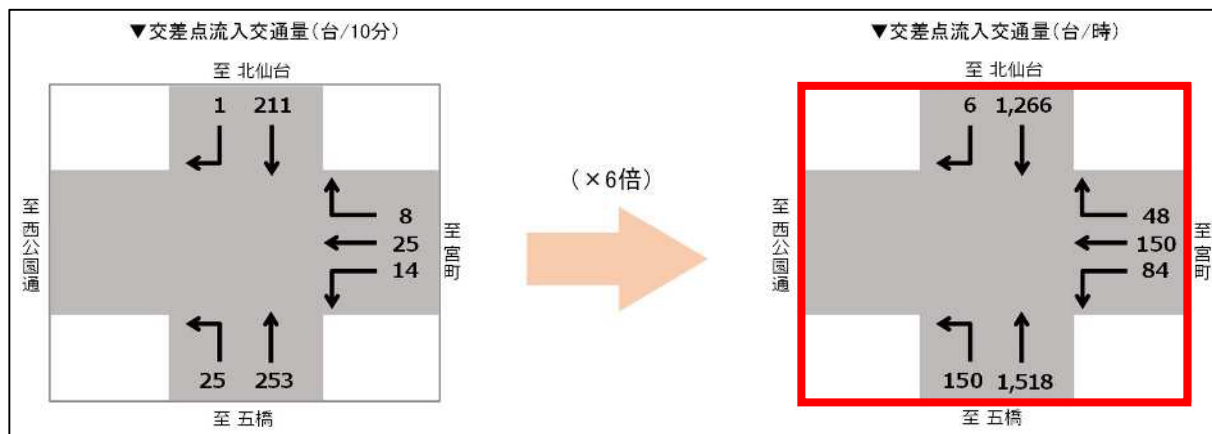 ▼交差点流入交通量(台/10分)
至 北仙台
1 211
8
25
14
至西公園通
至宮町
25 253
至 五橋
(×6倍)
▼交差点流入交通量(台/時)
至 北仙台
6 1,266
48
150
84
至西公園通
至宮町
150 1,518
至 五橋